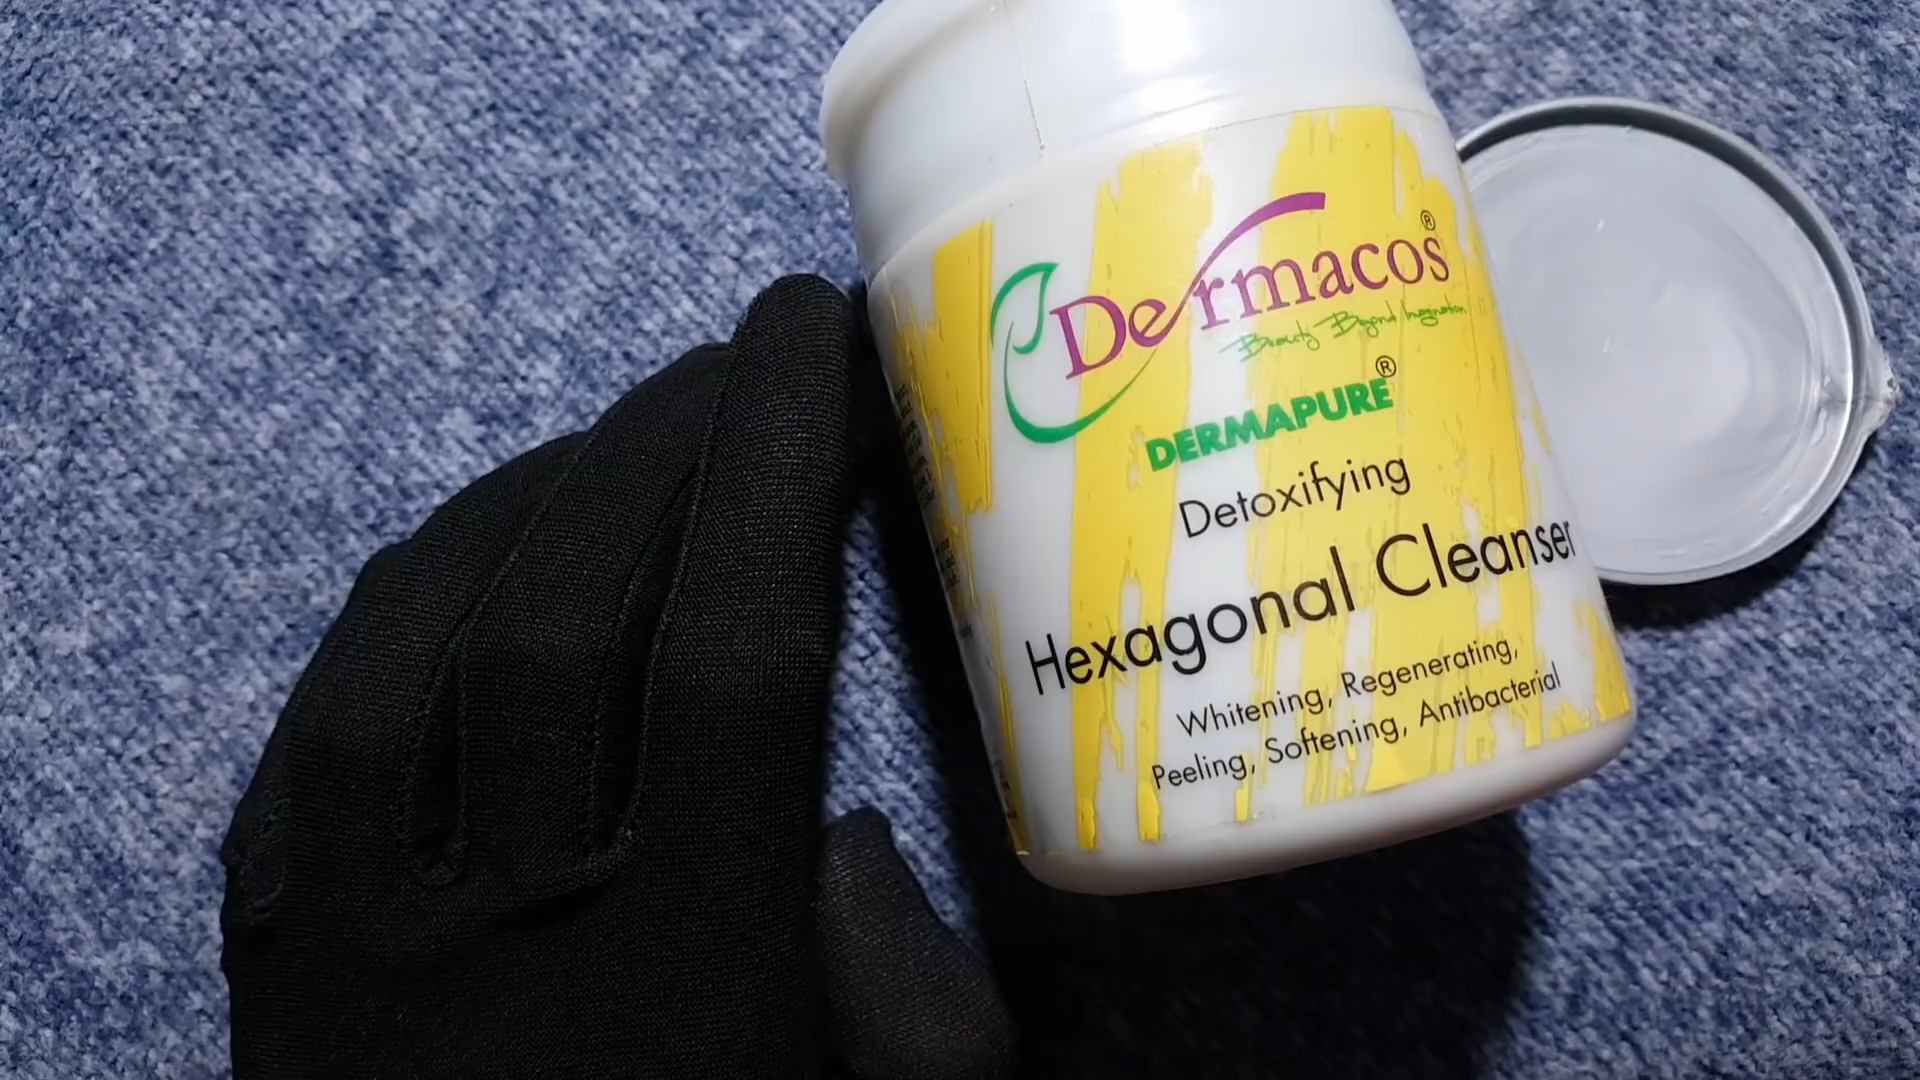 Dermacos®
Beauty Beyond Imagination
DERMAPURE®
Detoxifying
Hexagonal Cleanser
Whitening, Regenerating,
Peeling, Softening, Antibacterial